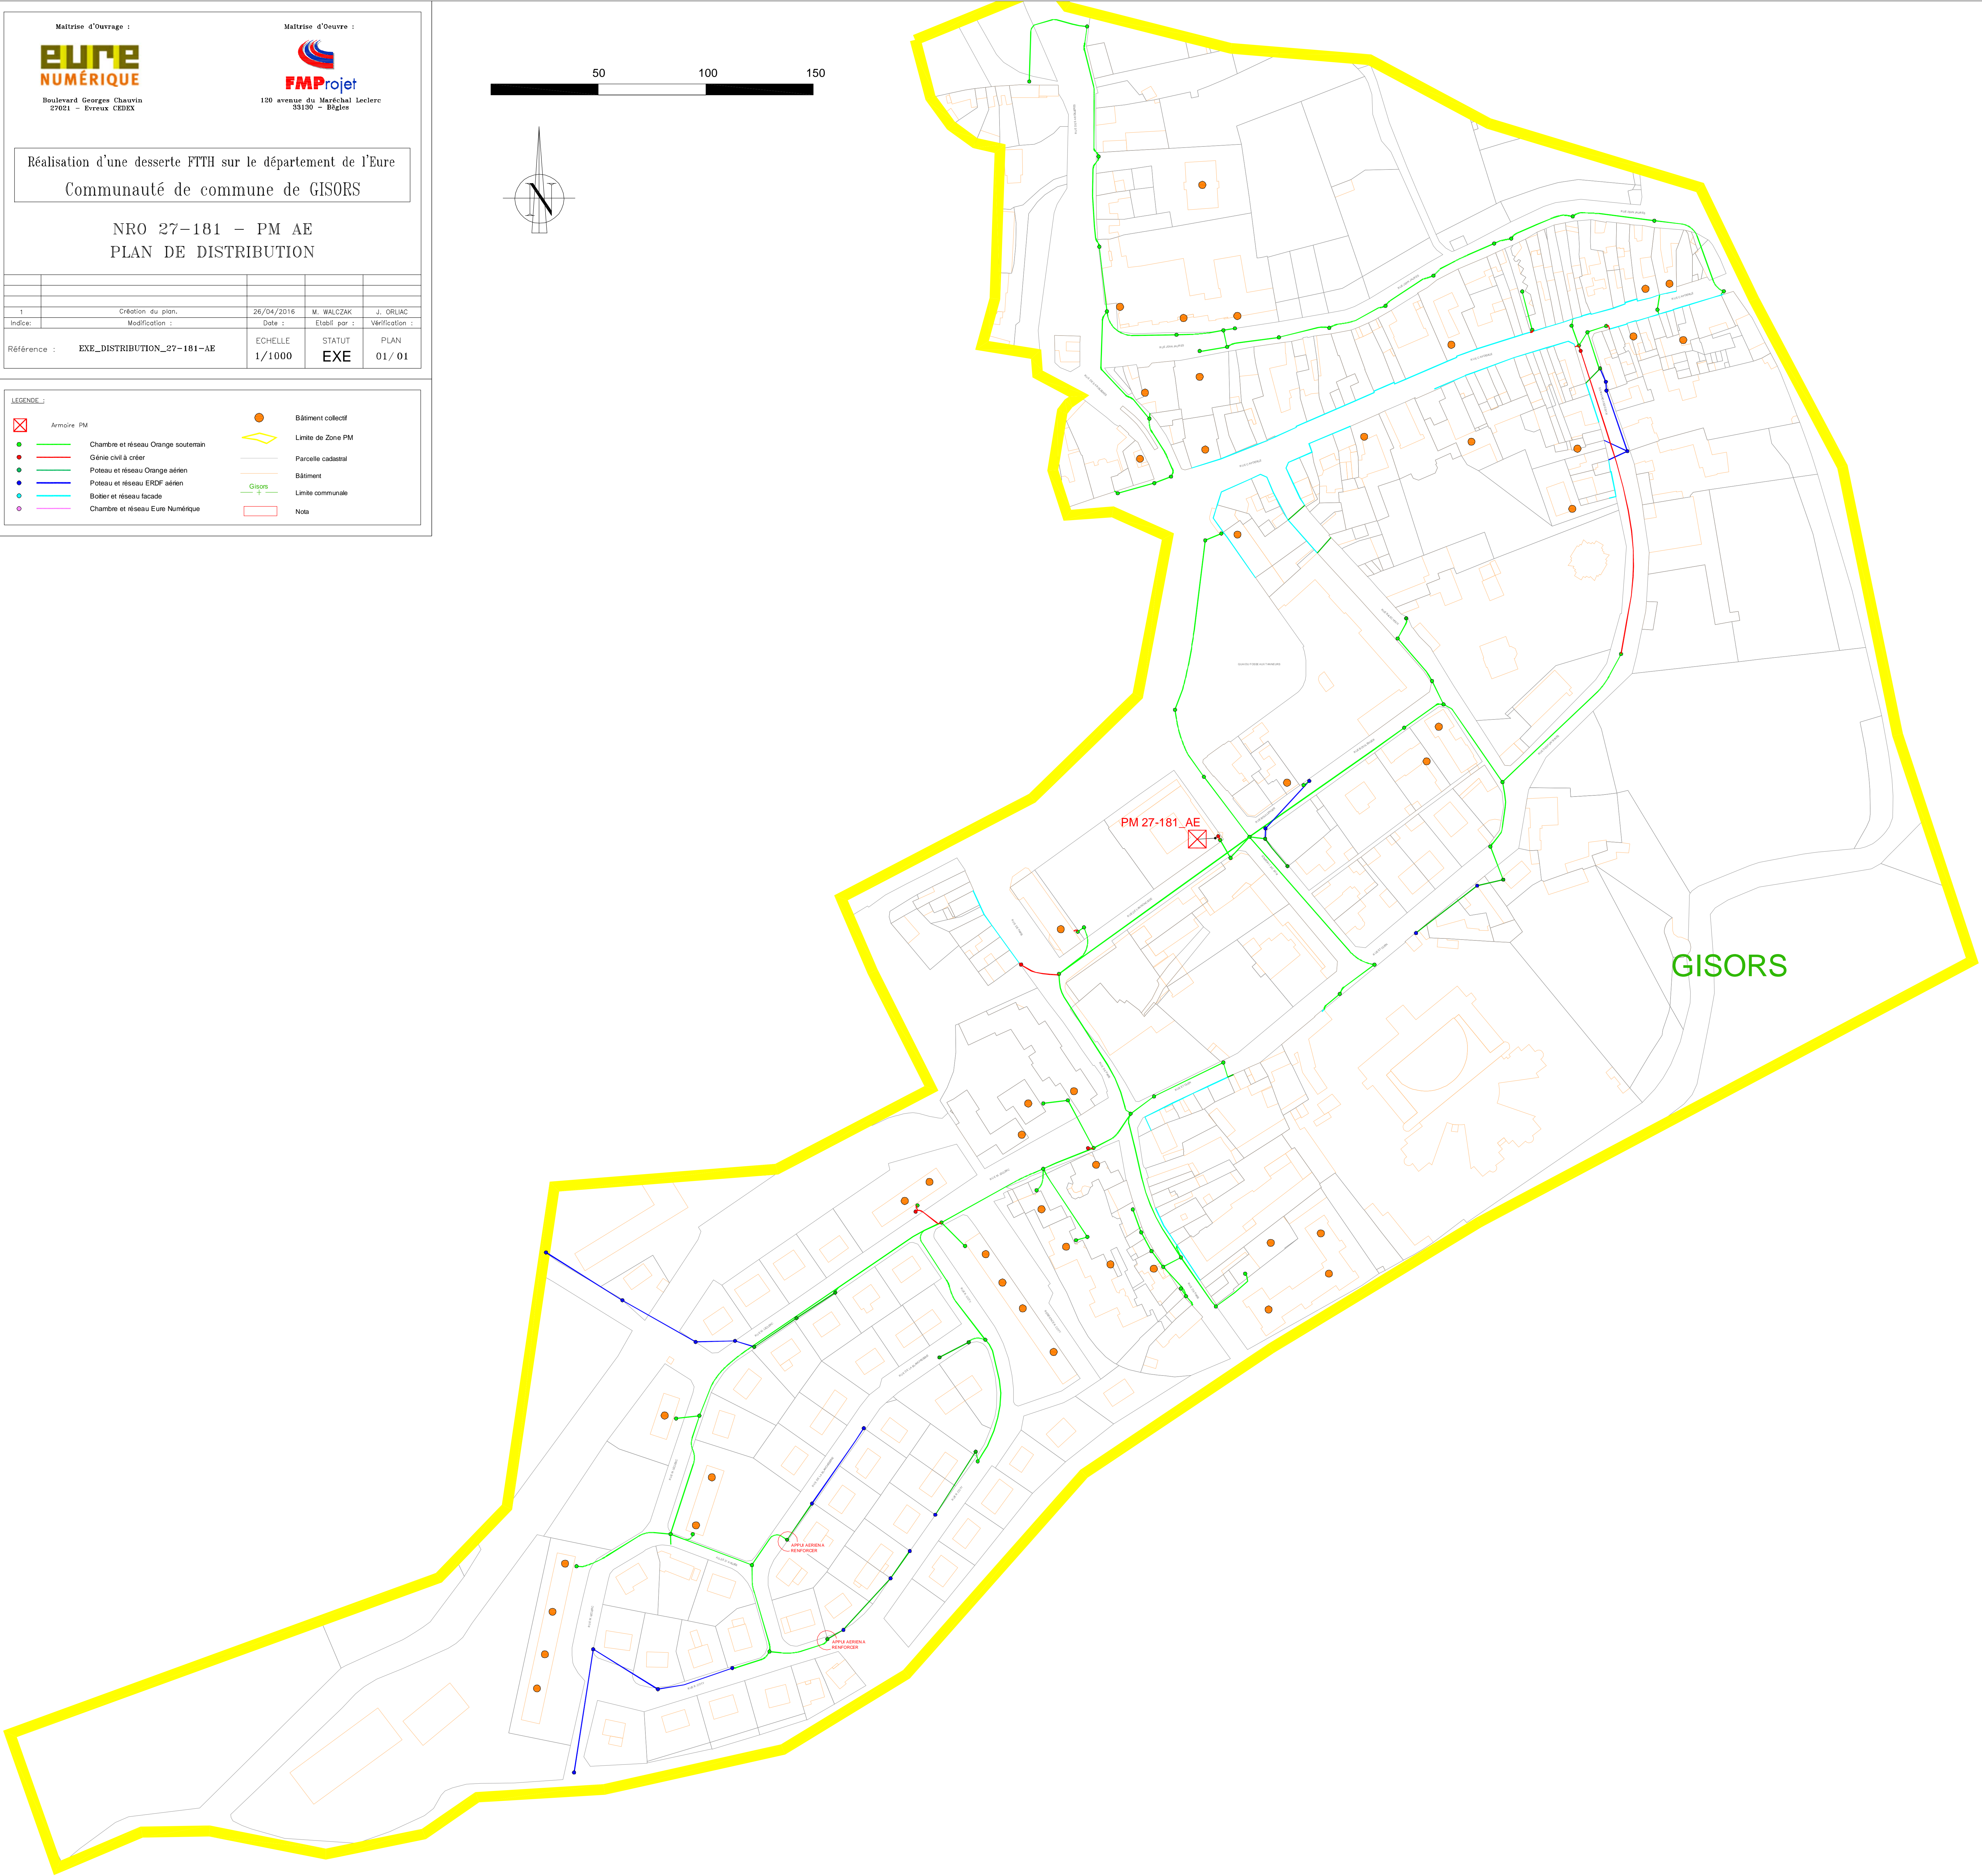 Maîtrise d'Ouvrage :
Maîtrise d'Oeuvre :
eure
NUMÉRIQUE
FMProjet
Boulevard Georges Chauvin
27021 - Evreux CEDEX
120 avenue du Maréchal Leclerc
33130 - Bègles
Réalisation d'une desserte FTTH sur le département de l'Eure
Communauté de commune de GISORS
NRO 27-181 - PM AE
PLAN DE DISTRIBUTION
1 Création du plan. 26/04/2016 M. WALCZAK J. ORLIAC
Indice: Modification : Date : Etabli par : Vérification :
Référence : EXE_DISTRIBUTION_27-181-AE
ECHELLE STATUT PLAN
1/1000 EXE 01/ 01
LEGENDE :
Armoire PM
Chambre et réseau Orange souterrain
Génie civil à créer
Poteau et réseau Orange aérien
Poteau et réseau ERDF aérien
Boitier et réseau facade
Chambre et réseau Eure Numérique
Bâtiment collectif
Limite de Zone PM
Parcelle cadastral
Bâtiment
Gisors
Limite communale
Nota
50 100 150
N
PM 27-181_AE
GISORS
APPUI AERIEN A
RENFORCER
APPUI AERIEN A
RENFORCER